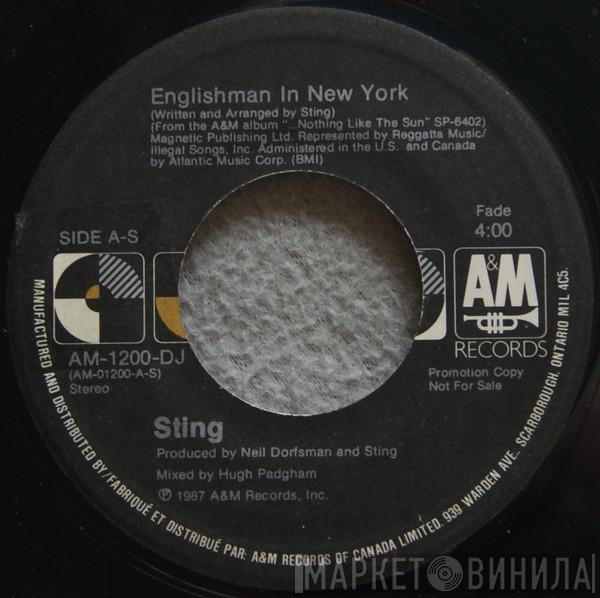 Englishman In New York
(Written and Arranged by Sting)
(From the A&M album "...Nothing Like The Sun" SP-6402)
Magnetic Publishing Ltd. Represented by Reggatta Music/
Illegal Songs, Inc. Administered in the U.S. and Canada
by Atlantic Music Corp. (BMI)
SIDE A-S
Fade
4:00
A&M
RECORDS
AM-1200-DJ
(AM-01200-A-S)
Stereo
Promotion Copy
Not For Sale
Sting
Produced by Neil Dorfsman and Sting
Mixed by Hugh Padgham
Ⓟ 1987 A&M Records, Inc.
MANUFACTURED AND DISTRIBUTED BY/FABRIQUÉ ET DISTRIBUÉ PAR: A&M RECORDS OF CANADA LIMITED, 939 WARDEN AVE., SCARBOROUGH, ONTARIO M1L 4C5.
МАРКЕТ ВИНИЛА